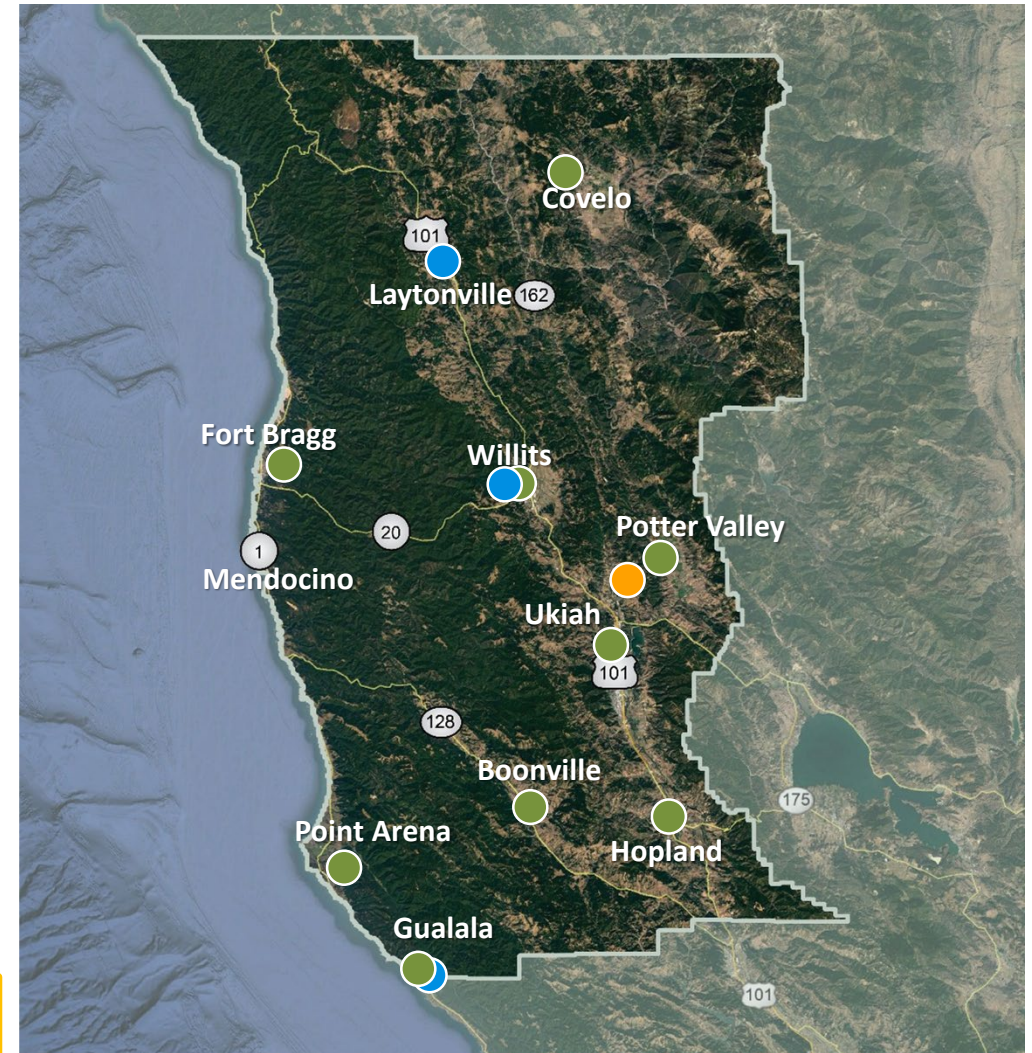 Covelo
101
Laytonville
162
Fort Bragg
Willits
20
Potter Valley
1
Mendocino
Ukiah
101
128
Boonville
175
Point Arena
Hopland
Gualala
101